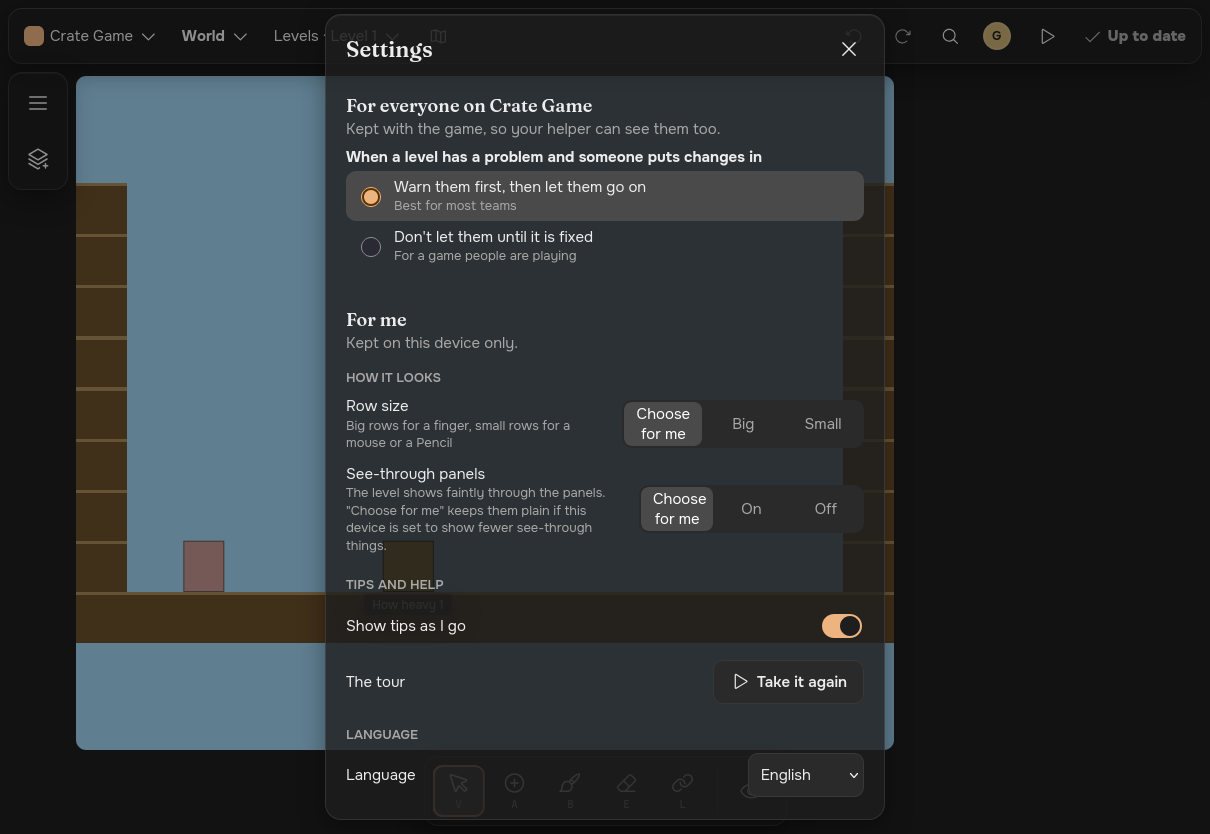 Crate Game
World
Levels · Level 1
G
Up to date
Settings
For everyone on Crate Game
Kept with the game, so your helper can see them too.
When a level has a problem and someone puts changes in
Warn them first, then let them go on
Best for most teams
Don't let them until it is fixed
For a game people are playing
For me
Kept on this device only.
HOW IT LOOKS
Row size
Big rows for a finger, small rows for a
mouse or a Pencil
Choose
for me
Big
Small
See-through panels
The level shows faintly through the panels.
"Choose for me" keeps them plain if this
device is set to show fewer see-through
things.
Choose
for me
On
Off
TIPS AND HELP
How heavy 1
Show tips as I go
The tour
Take it again
LANGUAGE
Language
English
V
A
B
E
L